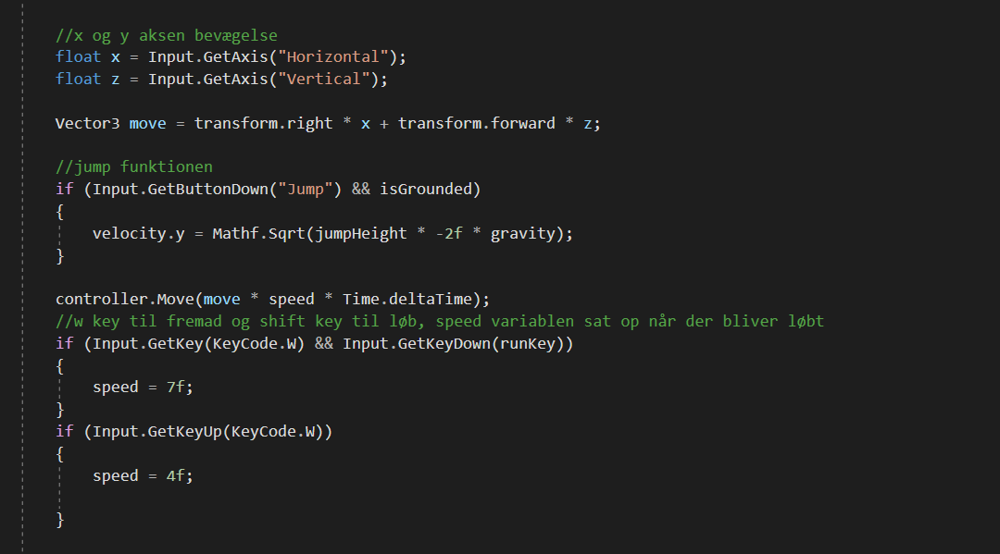 //x og y aksen bevægelse
float x = Input.GetAxis("Horizontal");
float z = Input.GetAxis("Vertical");
Vector3 move = transform.right * x + transform.forward * z;
//jump funktionen
if (Input.GetButtonDown("Jump") && isGrounded)
{
velocity.y = Mathf.Sqrt(jumpHeight * -2f * gravity);
}
controller.Move(move * speed * Time.deltaTime);
//w key til fremad og shift key til løb, speed variablen sat op når der bliver løbt
if (Input.GetKey(KeyCode.W) && Input.GetKeyDown(runKey))
{
speed = 7f;
}
if (Input.GetKeyUp(KeyCode.W))
{
speed = 4f;
}